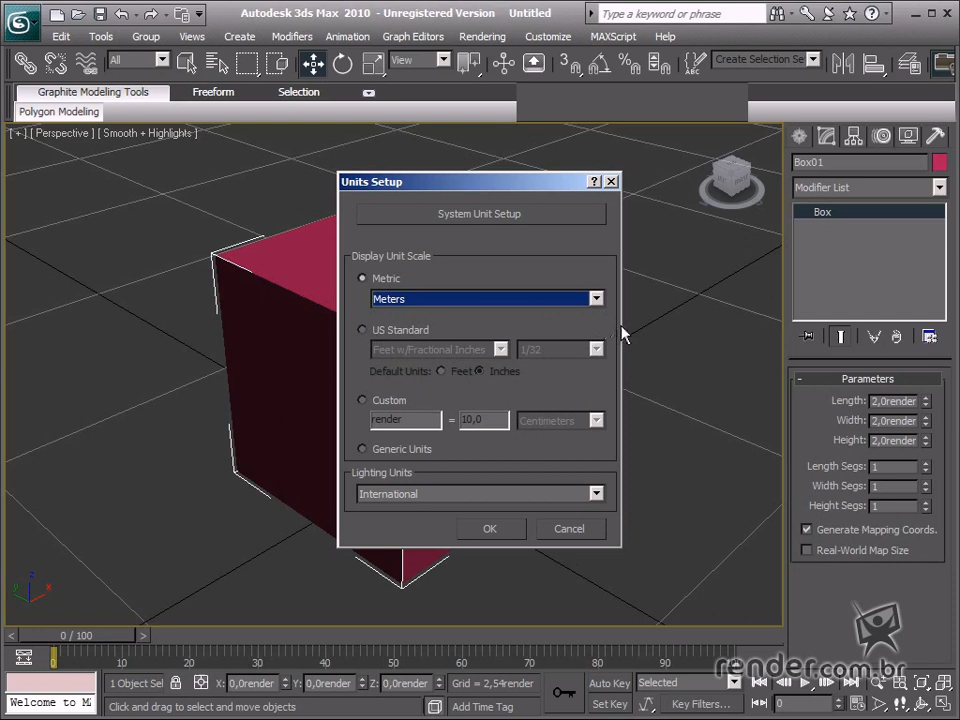 Autodesk 3ds Max 2010 - Unregistered Version Untitled
Type a keyword or phrase
Edit Tools Group Views Create Modifiers Animation Graph Editors Rendering Customize MAXScript Help
All
View
Create Selection Se
Graphite Modeling Tools Freeform Selection
Polygon Modeling
[ + ] [ Perspective ] [ Smooth + Highlights ]
Box01
Modifier List
Box
Units Setup
System Unit Setup
Display Unit Scale
Metric
Meters
US Standard
Feet w/Fractional Inches 1/32
Default Units: Feet Inches
Custom
render = 10,0 Centimeters
Generic Units
Lighting Units
International
OK Cancel
- Parameters
Length: 2,0render
Width: 2,0render
Height: 2,0render
Length Segs: 1
Width Segs: 1
Height Segs: 1
Generate Mapping Coords.
Real-World Map Size
z
y x
< 0 / 100 >
0 10 20 30 40 50 60 70 80 90
render.com.br
1 Object Sel X: 0,0render Y: 0,0render Z: 0,0render Grid = 2,54render Auto Key Selected
Welcome to MA Click and drag to select and move objects Add Time Tag Set Key Key Filters... 0